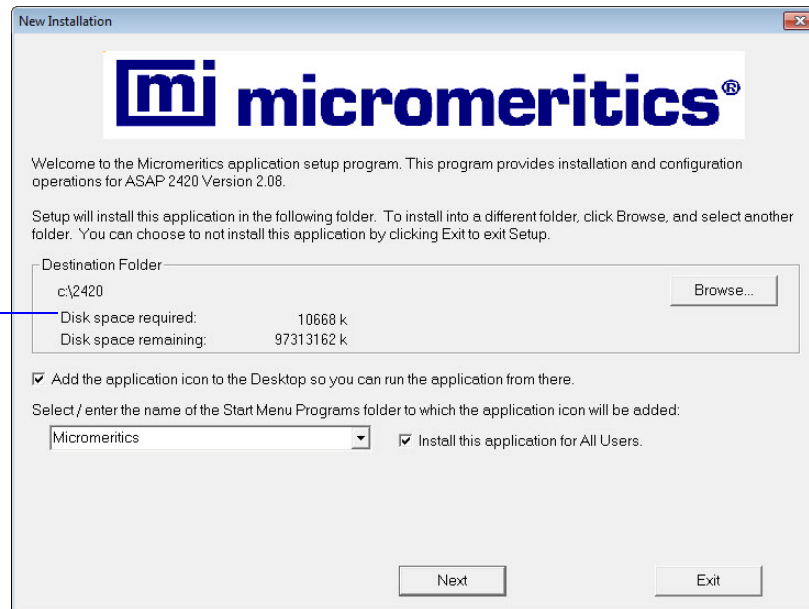 New Installation
mi micromeritics®
Welcome to the Micromeritics application setup program. This program provides installation and configuration
operations for ASAP 2420 Version 2.08.
Setup will install this application in the following folder. To install into a different folder, click Browse, and select another
folder. You can choose to not install this application by clicking Exit to exit Setup.
Destination Folder
c:\2420
Browse...
Disk space required: 10668 k
Disk space remaining: 97313162 k
Add the application icon to the Desktop so you can run the application from there.
Select / enter the name of the Start Menu Programs folder to which the application icon will be added:
Micromeritics
Install this application for All Users.
Next
Exit